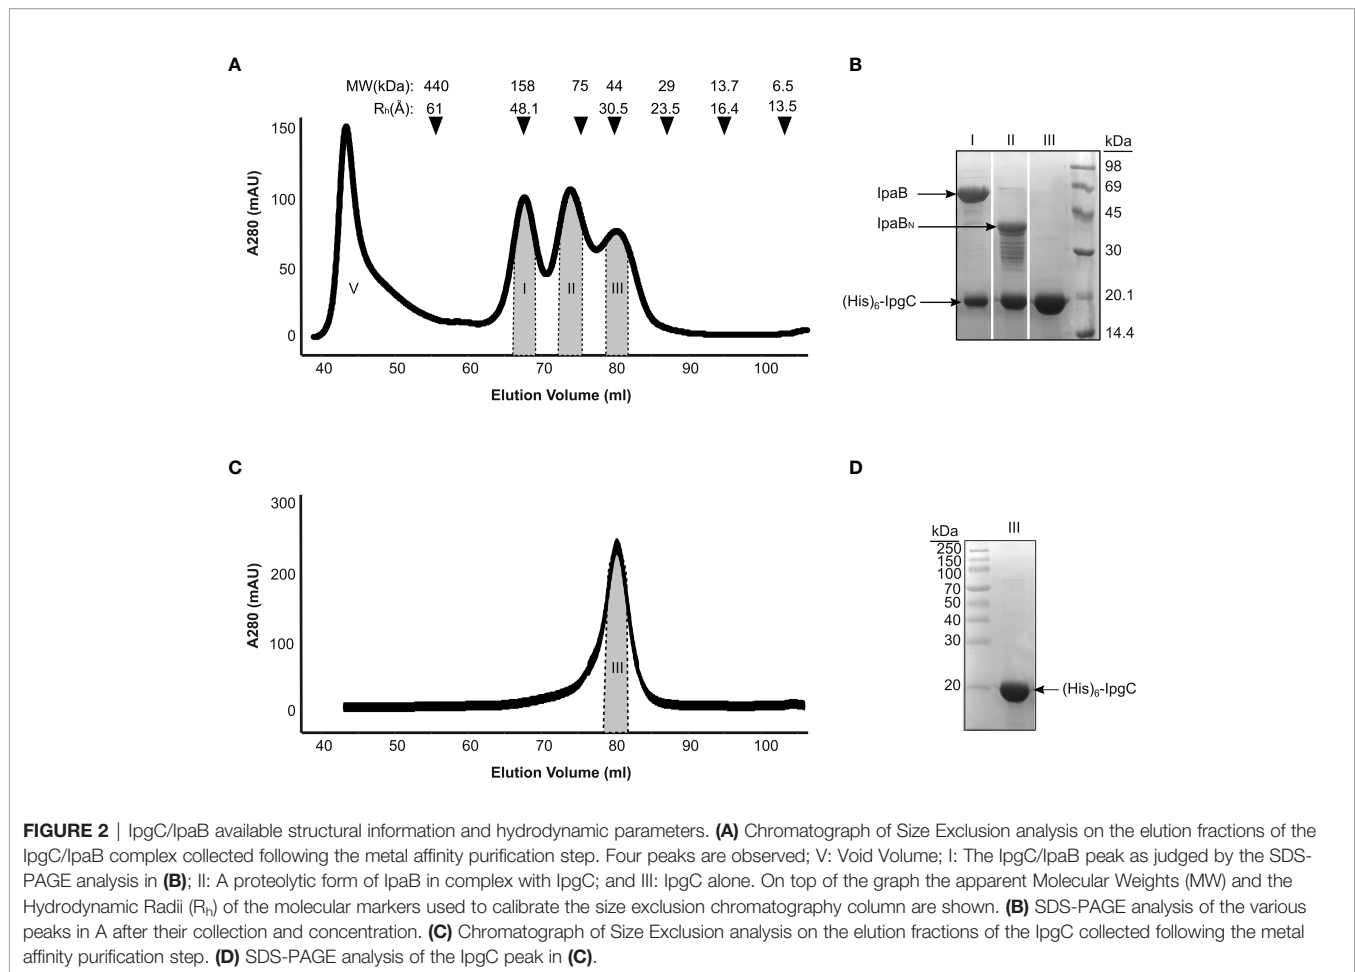 A
MW(kDa): 440 158 75 44 29 13.7 6.5
Rₕ(Å): 61 48.1 30.5 23.5 16.4 13.5
150
100
50
0
A280 (mAU)
V
I
II
III
40 50 60 70 80 90 100
Elution Volume (ml)
B
I II III kDa
98
69
45
30
20.1
14.4
IpaB
IpaBN
(His)₆-IpgC
C
300
200
100
0
A280 (mAU)
III
40 50 60 70 80 90 100
Elution Volume (ml)
D
kDa III
250
150
100
70
50
40
30
20
(His)₆-IpgC
FIGURE 2 | IpgC/IpaB available structural information and hydrodynamic parameters. (A) Chromatograph of Size Exclusion analysis on the elution fractions of the
IpgC/IpaB complex collected following the metal affinity purification step. Four peaks are observed; V: Void Volume; I: The IpgC/IpaB peak as judged by the SDS-
PAGE analysis in (B); II: A proteolytic form of IpaB in complex with IpgC; and III: IpgC alone. On top of the graph the apparent Molecular Weights (MW) and the
Hydrodynamic Radii (Rₕ) of the molecular markers used to calibrate the size exclusion chromatography column are shown. (B) SDS-PAGE analysis of the various
peaks in A after their collection and concentration. (C) Chromatograph of Size Exclusion analysis on the elution fractions of the IpgC collected following the metal
affinity purification step. (D) SDS-PAGE analysis of the IpgC peak in (C).